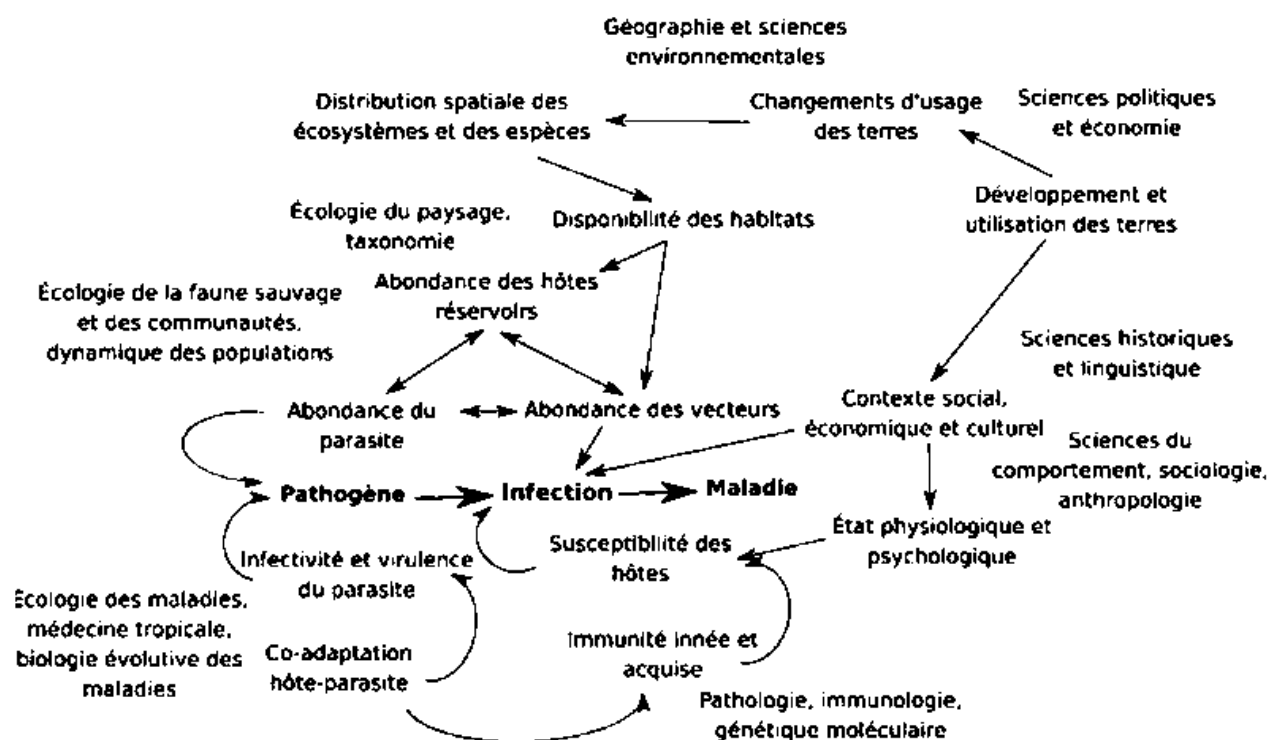 Géographie et sciences
environnementales
Distribution spatiale des
écosystèmes et des espèces
Changements d'usage
des terres
Sciences politiques
et économie
Développement et
utilisation des terres
Écologie du paysage,
taxonomie
Disponibilité des habitats
Abondance des hôtes
réservoirs
Écologie de la faune sauvage
et des communautés,
dynamique des populations
Sciences historiques
et linguistique
Abondance du
parasite
Abondance des vecteurs
Contexte social,
économique et culturel
Sciences du
comportement, sociologie,
anthropologie
Pathogène
Infection
Maladie
État physiologique et
psychologique
Infectivité et virulence
du parasite
Susceptibilité des
hôtes
Écologie des maladies,
médecine tropicale,
biologie évolutive des
maladies
Co-adaptation
hôte-parasite
Immunité innée et
acquise
Pathologie, immunologie,
génétique moléculaire